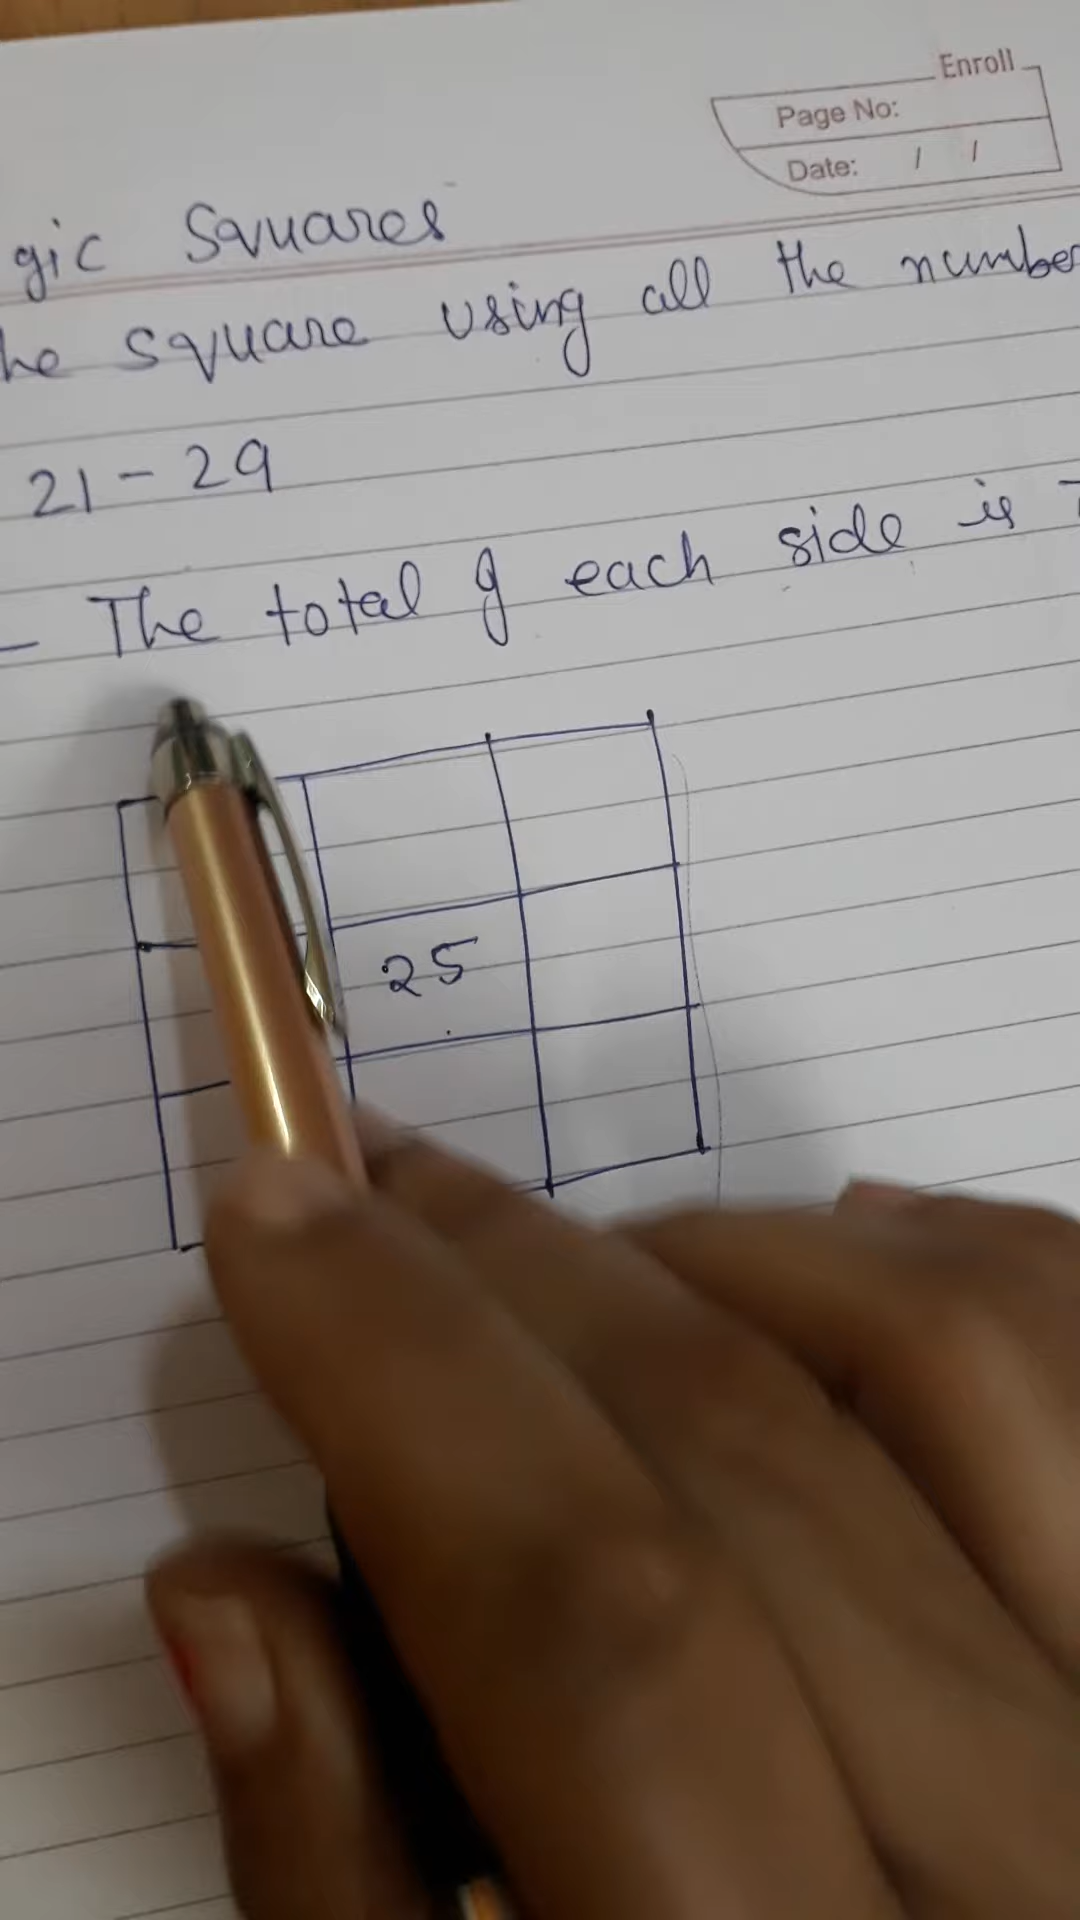 Enroll
Page No:
Date: / /
gic Squares
he square using all the number
21 - 29
- The total of each side is
25